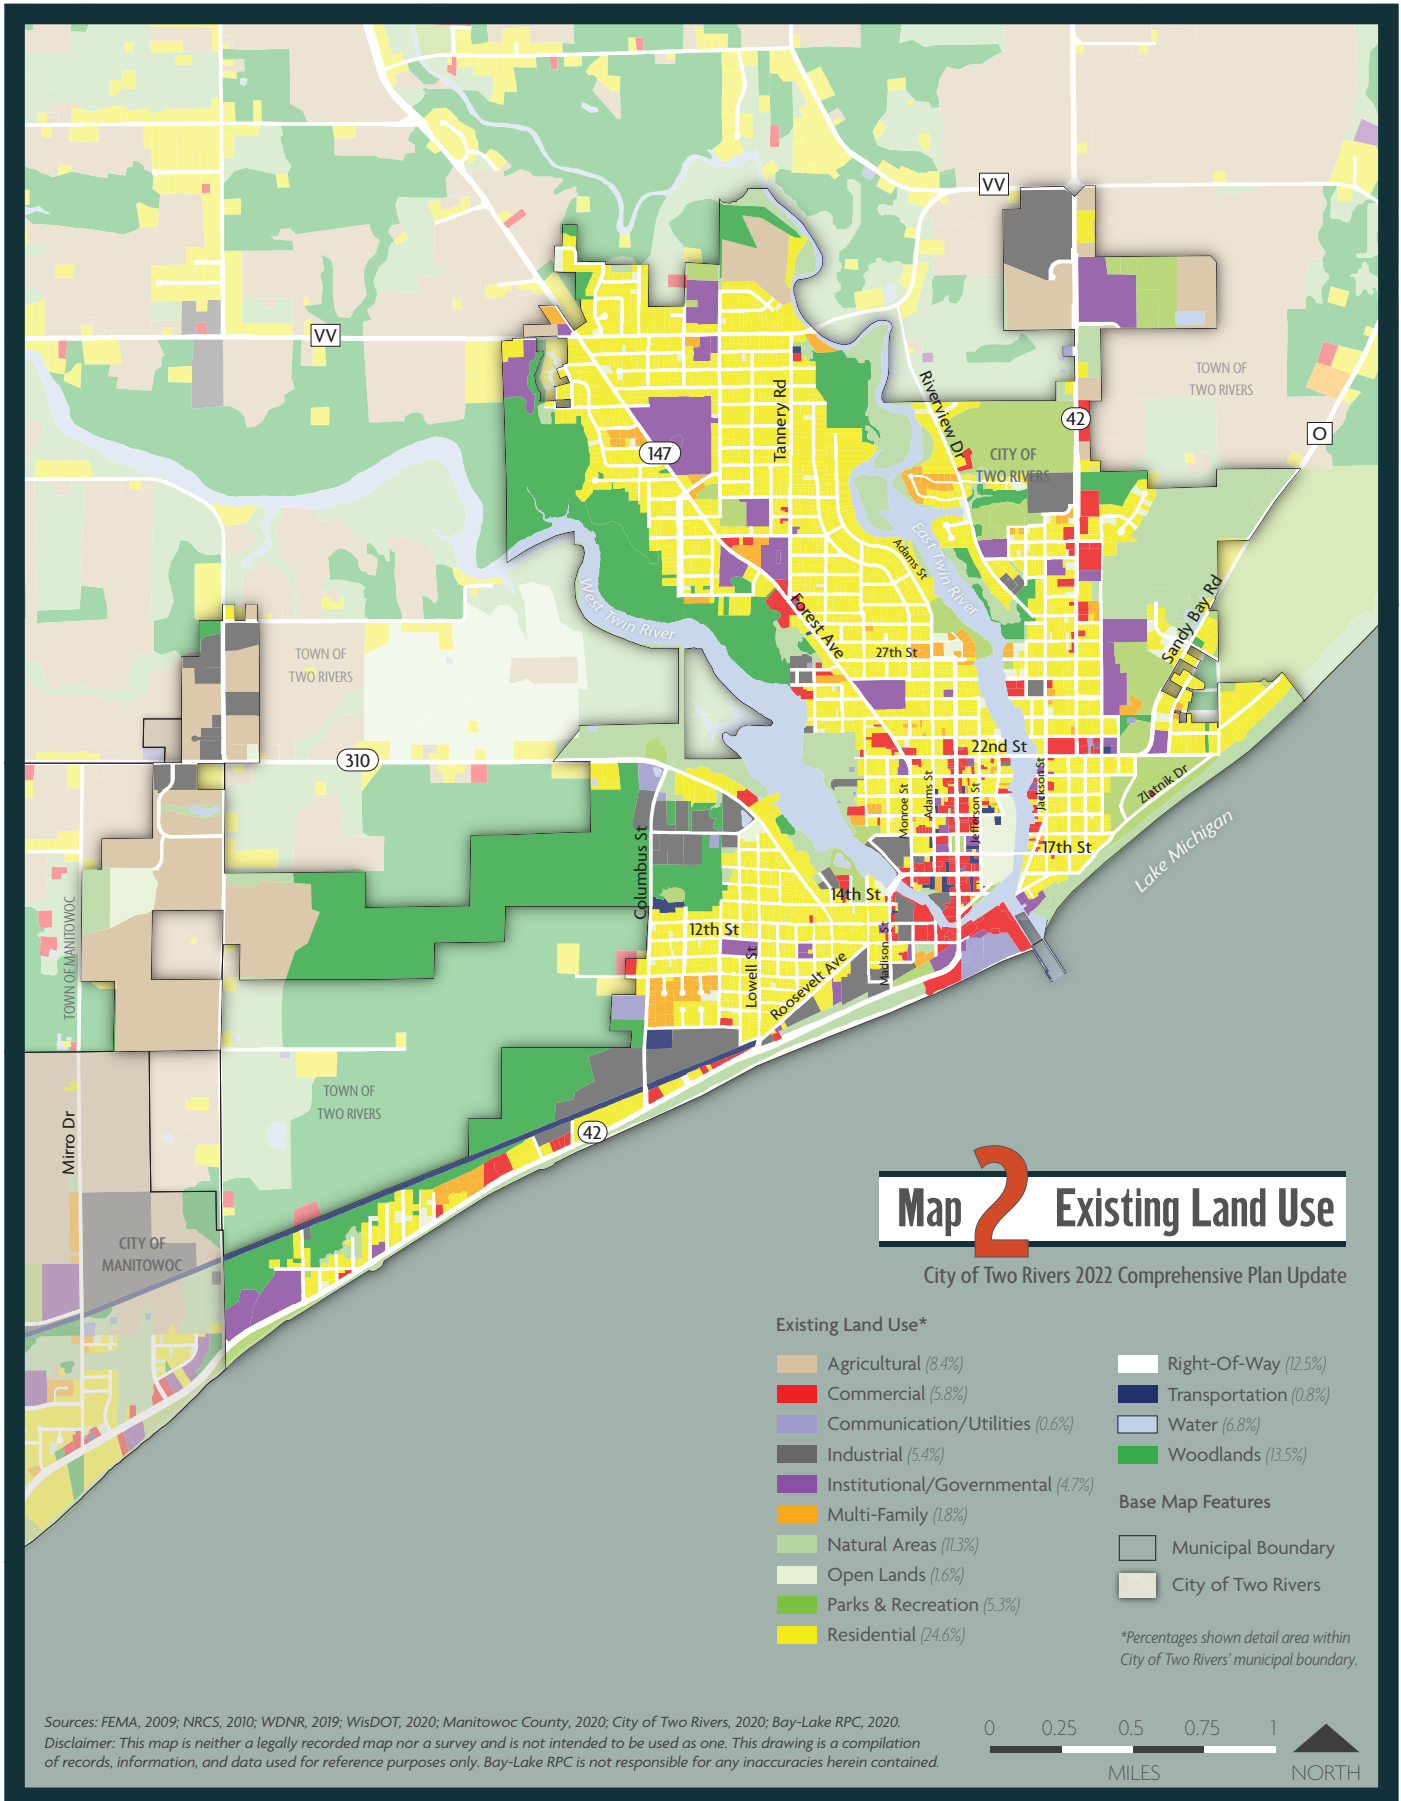 VV
VV
TOWN OF
TWO RIVERS
Riverview Dr
Tannery Rd
42
O
147
CITY OF
TWO RIVERS
East Twin River
Adams St
West Twin River
Forest Ave
Sandy Bay Rd
27th St
TOWN OF
TWO RIVERS
22nd St
310
Zlatnik Dr
Monroe St
Adams St
Jefferson St
Jackson St
Lake Michigan
17th St
Columbus St
14th St
12th St
TOWN OF MANITOWOC
Lowell St
Roosevelt Ave
Madison St
TOWN OF
TWO RIVERS
Mirro Dr
42
CITY OF
MANITOWOC
Map 2 Existing Land Use
City of Two Rivers 2022 Comprehensive Plan Update
Existing Land Use*
Agricultural (8.4%)
Commercial (5.8%)
Communication/Utilities (0.6%)
Industrial (5.4%)
Institutional/Governmental (4.7%)
Multi-Family (1.8%)
Natural Areas (11.3%)
Open Lands (1.6%)
Parks & Recreation (5.3%)
Residential (24.6%)
Right-Of-Way (12.5%)
Transportation (0.8%)
Water (6.8%)
Woodlands (13.5%)
Base Map Features
Municipal Boundary
City of Two Rivers
*Percentages shown detail area within
City of Two Rivers' municipal boundary.
Sources: FEMA, 2009; NRCS, 2010; WDNR, 2019; WisDOT, 2020; Manitowoc County, 2020; City of Two Rivers, 2020; Bay-Lake RPC, 2020.
Disclaimer: This map is neither a legally recorded map nor a survey and is not intended to be used as one. This drawing is a compilation
of records, information, and data used for reference purposes only. Bay-Lake RPC is not responsible for any inaccuracies herein contained.
0 0.25 0.5 0.75 1
MILES
NORTH